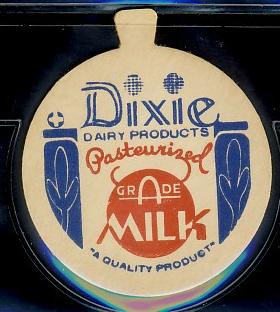 Dixie
DAIRY PRODUCTS
Pasteurized
GRADE
A
MILK
"A QUALITY PRODUCT"